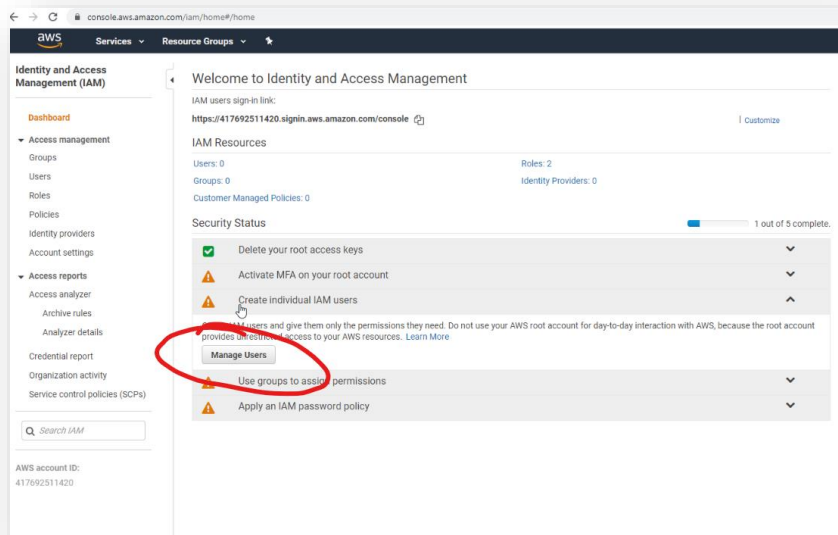 console.aws.amazon.com/iam/home#/home
aws Services Resource Groups
Identity and Access
Management (IAM)
Dashboard
Access management
Groups
Users
Roles
Policies
Identity providers
Account settings
Access reports
Access analyzer
Archive rules
Analyzer details
Credential report
Organization activity
Service control policies (SCPs)
Search IAM
AWS account ID:
417692511420
Welcome to Identity and Access Management
IAM users sign-in link:
https://417692511420.signin.aws.amazon.com/console
Customize
IAM Resources
Users: 0 Roles: 2
Groups: 0 Identity Providers: 0
Customer Managed Policies: 0
Security Status 1 out of 5 complete.
Delete your root access keys
Activate MFA on your root account
Create individual IAM users
IAM users and give them only the permissions they need. Do not use your AWS root account for day-to-day interaction with AWS, because the root account
provides unrestricted access to your AWS resources. Learn More
Manage Users
Use groups to assign permissions
Apply an IAM password policy